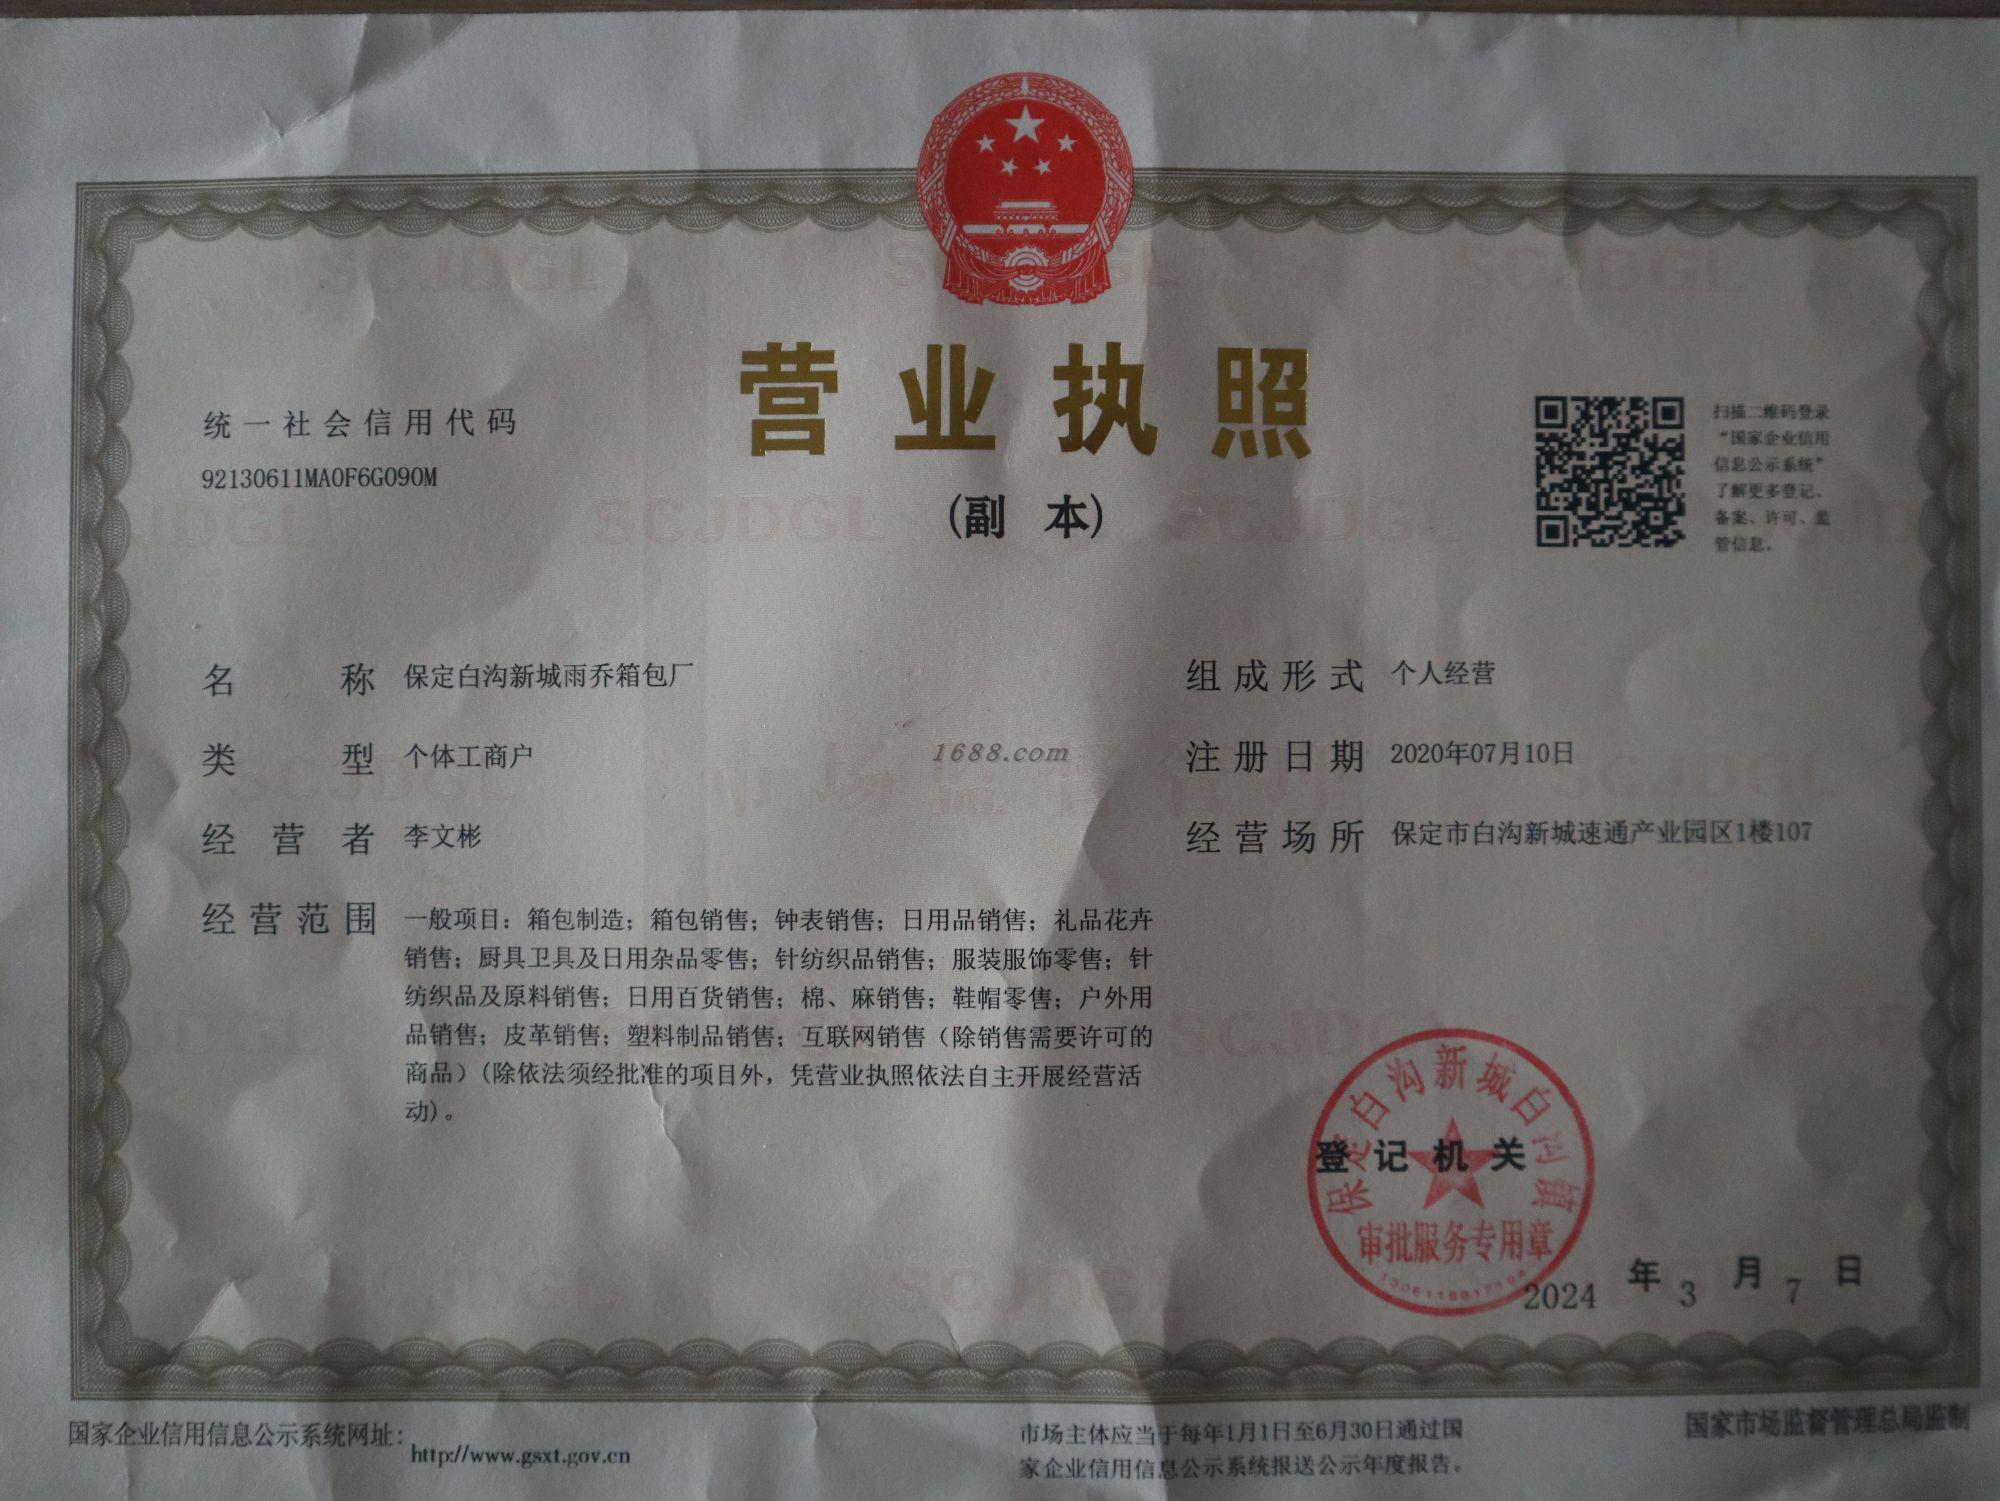 营业执照
(副 本)
统一社会信用代码
92130611MA0F6G090M
扫描二维码登录
“国家企业信用
信息公示系统”
了解更多登记、
备案、许可、监
管信息。
名 称 保定白沟新城雨乔箱包厂
类 型 个体工商户
经 营 者 李文彬
经营范围 一般项目：箱包制造；箱包销售；钟表销售；日用品销售；礼品花卉
销售；厨具卫具及日用杂品零售；针纺织品销售；服装服饰零售；针
纺织品及原料销售；日用百货销售；棉、麻销售；鞋帽零售；户外用
品销售；皮革销售；塑料制品销售；互联网销售（除销售需要许可的
商品）(除依法须经批准的项目外，凭营业执照依法自主开展经营活
动)。
组成形式 个人经营
注册日期 2020年07月10日
经营场所 保定市白沟新城速通产业园区1楼107
1688.com
保定白沟新城白沟镇
登记机关
审批服务专用章
2024 年 3 月 7 日
国家企业信用信息公示系统网址：
http://www.gsxt.gov.cn
市场主体应当于每年1月1日至6月30日通过国
家企业信用信息公示系统报送公示年度报告。
国家市场监督管理总局监制